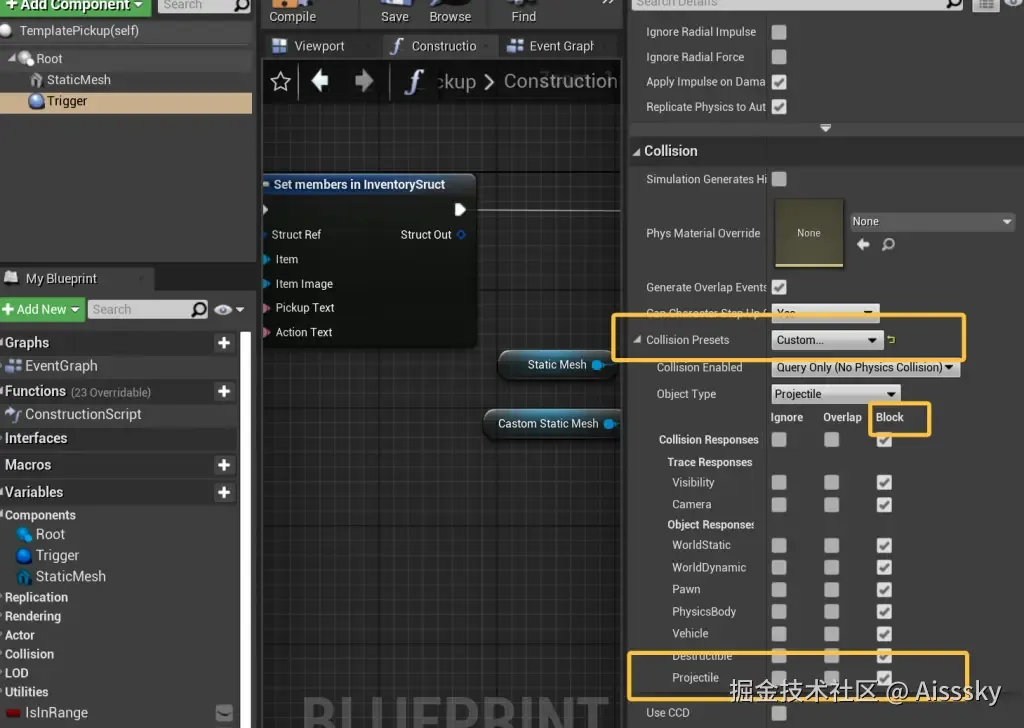 + Add Component
Search
TemplatePickup(self)
Root
StaticMesh
Trigger
My Blueprint
+ Add New
Search
Graphs
EventGraph
Functions (23 Overridable)
ConstructionScript
Interfaces
Macros
Variables
Components
Root
Trigger
StaticMesh
Replication
Rendering
Actor
Collision
LOD
Utilities
IsInRange
Compile
Save
Browse
Find
Viewport
Constructio
Event Graph
ckup > Construction
Set members in InventorySruct
Struct Ref
Struct Out
Item
Item Image
Pickup Text
Action Text
Static Mesh
Castom Static Mesh
BLUEPRINT
Search Details
Ignore Radial Impulse
Ignore Radial Force
Apply Impulse on Dama
Replicate Physics to Aut
Collision
Simulation Generates Hi
Phys Material Override
None
None
Generate Overlap Events
Can Character Step Up (
Yes
Collision Presets
Custom...
Collision Enabled
Query Only (No Physics Collision)
Object Type
Projectile
Ignore Overlap Block
Collision Responses
Trace Responses
Visibility
Camera
Object Responses
WorldStatic
WorldDynamic
Pawn
PhysicsBody
Vehicle
Destructible
Projectile
Use CCD
掘金技术社区 @ Aisssky